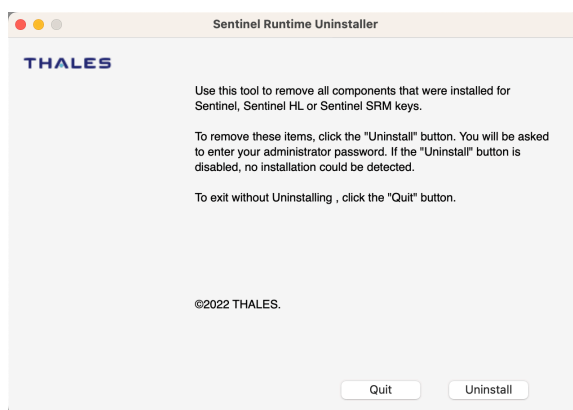 Sentinel Runtime Uninstaller
THALES
Use this tool to remove all components that were installed for
Sentinel, Sentinel HL or Sentinel SRM keys.
To remove these items, click the "Uninstall" button. You will be asked
to enter your administrator password. If the "Uninstall" button is
disabled, no installation could be detected.
To exit without Uninstalling , click the "Quit" button.
©2022 THALES.
Quit
Uninstall